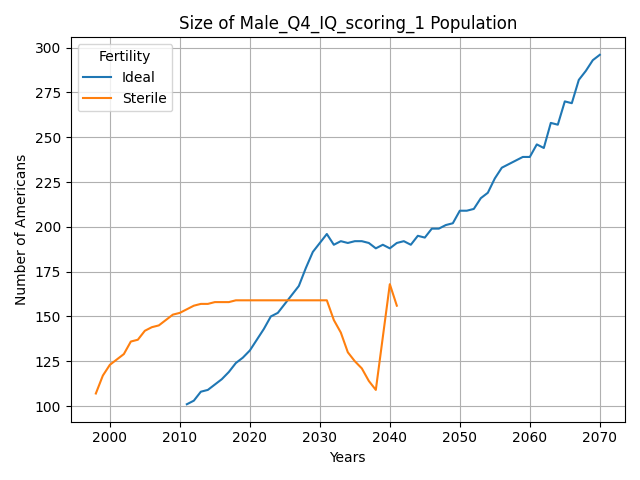 Size of Male_Q4_IQ_scoring_1 Population
Fertility
Ideal
Sterile
Number of Americans
300
275
250
225
200
175
150
125
100
2000 2010 2020 2030 2040 2050 2060 2070
Years